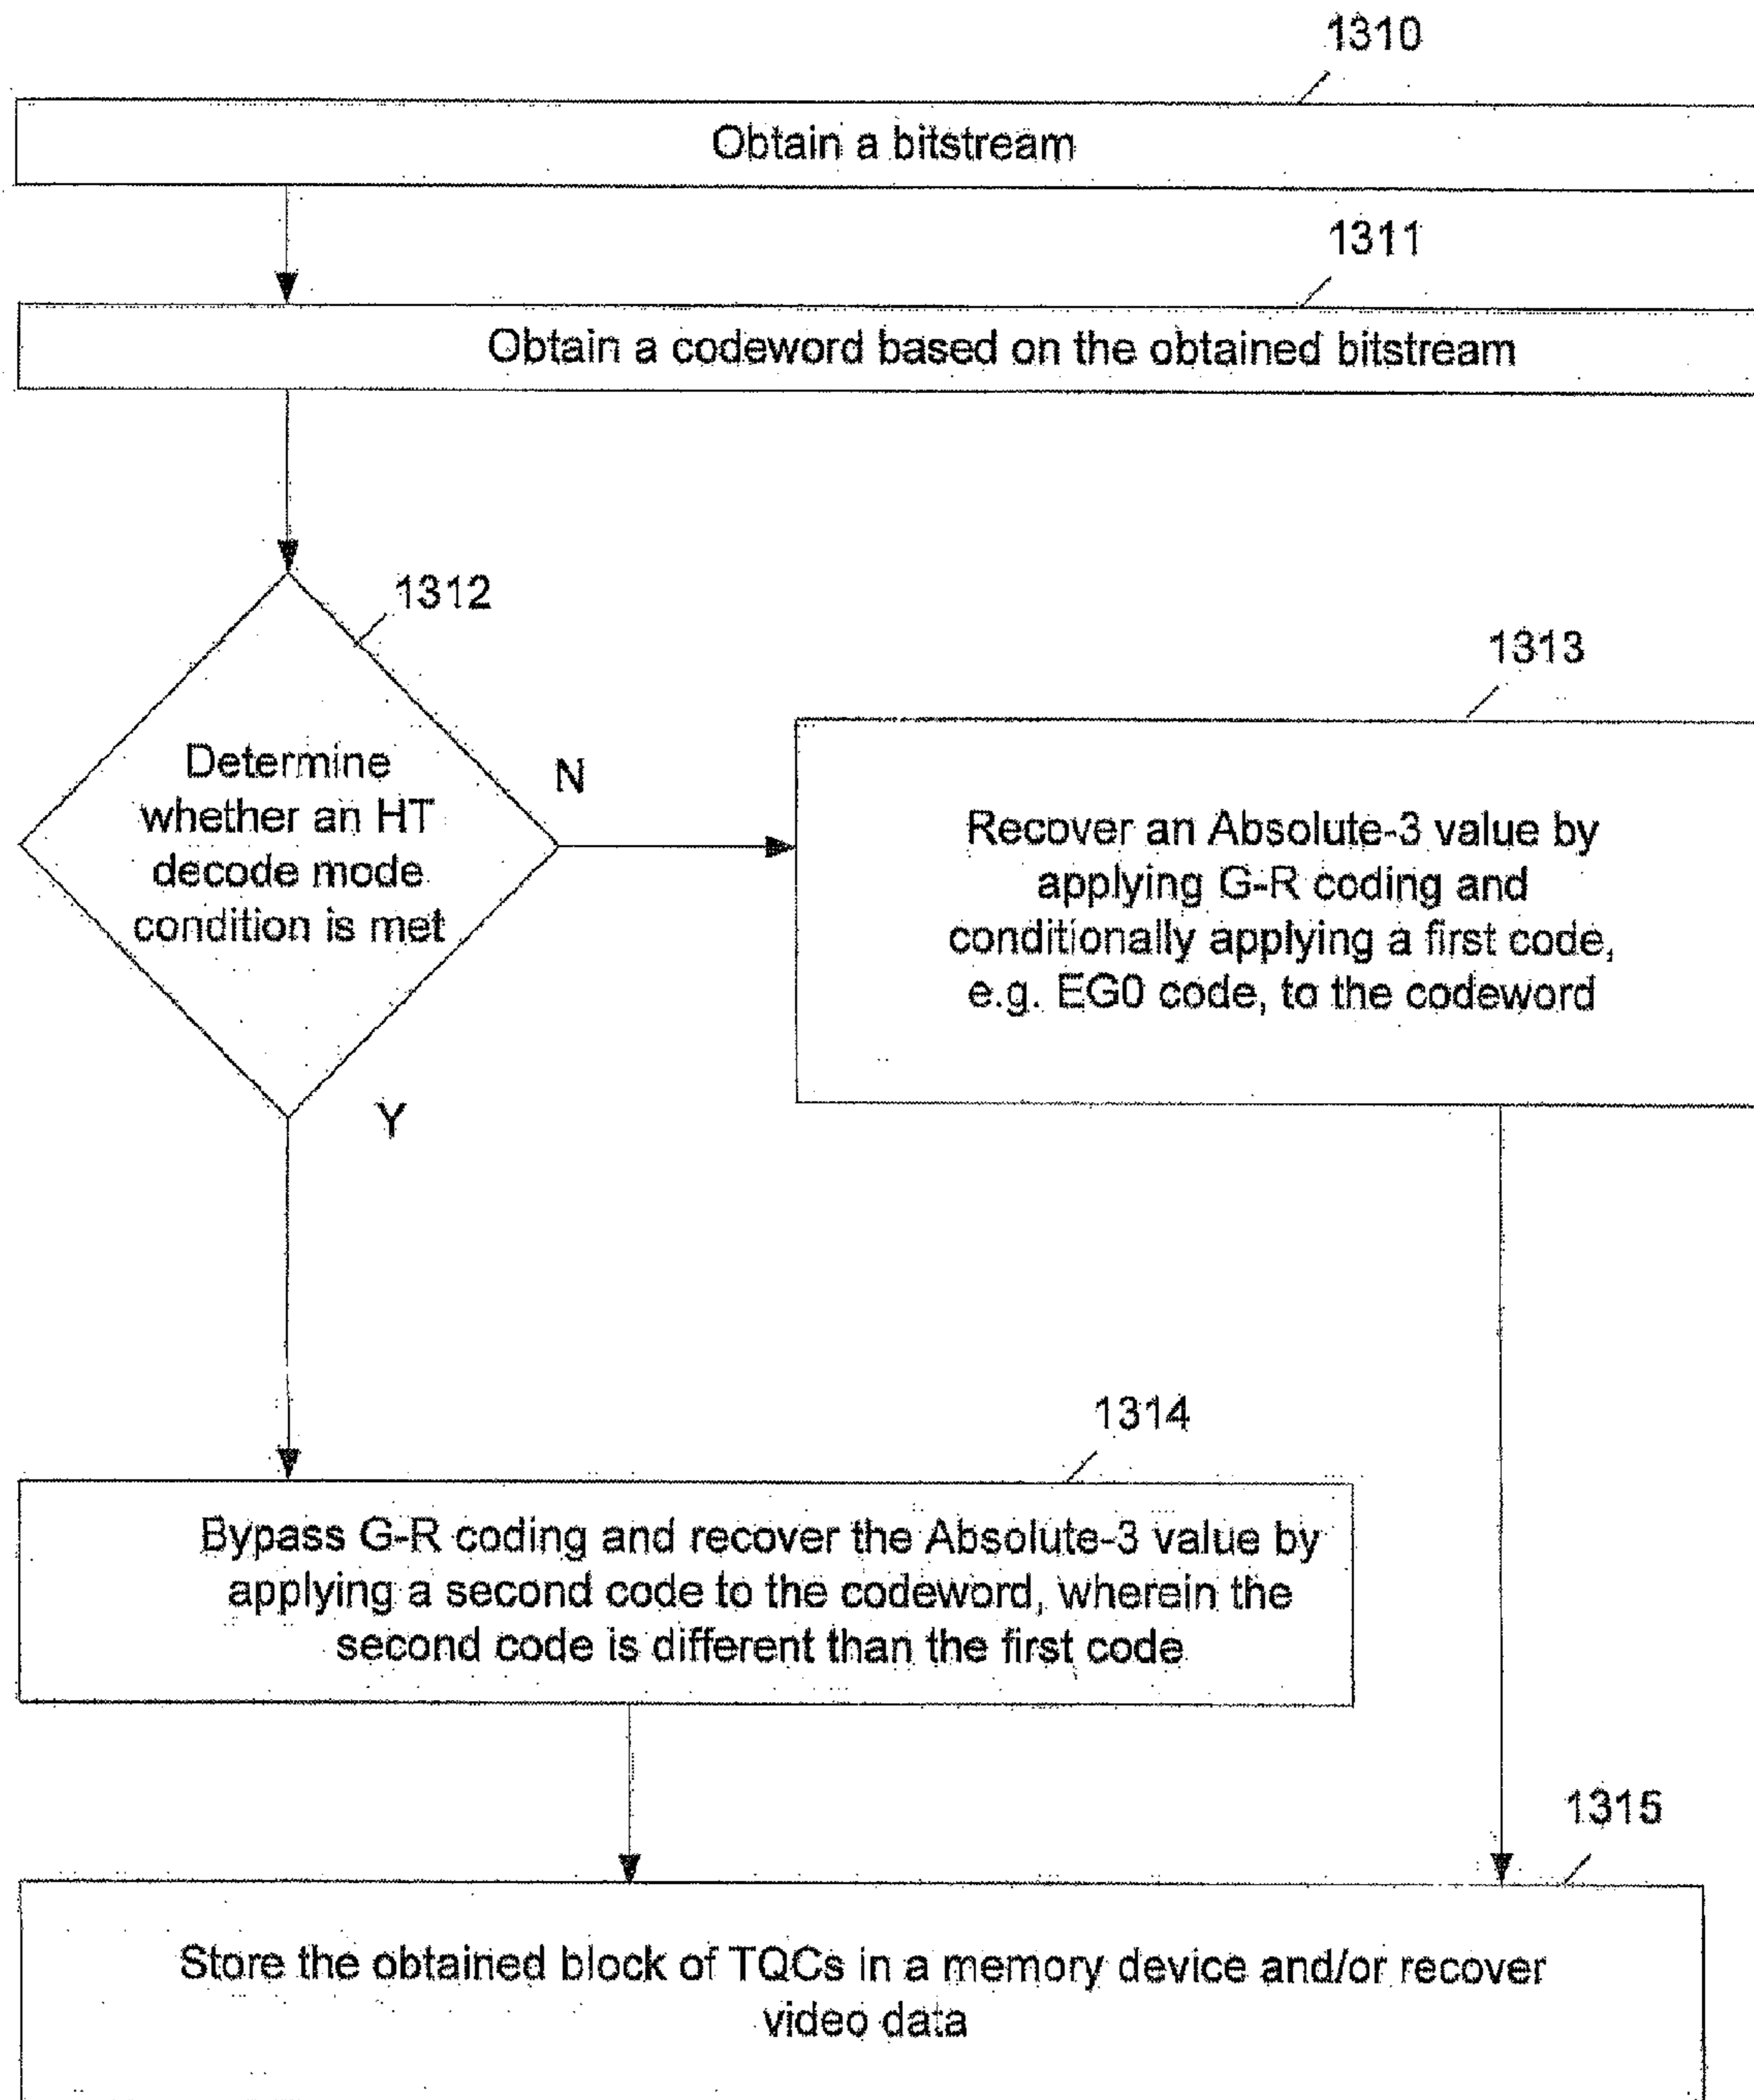 1310
Obtain a bitstream
1311
Obtain a codeword based on the obtained bitstream
1312
Determine
whether an HT
decode mode
condition is met
N
Y
1313
Recover an Absolute-3 value by
applying G-R coding and
conditionally applying a first code,
e.g. EG0 code, to the codeword
1314
Bypass G-R coding and recover the Absolute-3 value by
applying a second code to the codeword, wherein the
second code is different than the first code
1315
Store the obtained block of TQCs in a memory device and/or recover
video data